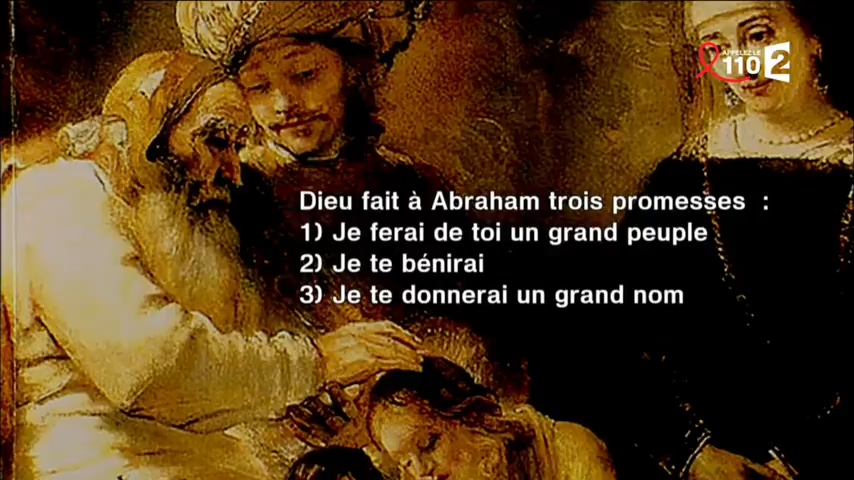 APPELEZ LE
110 2
Dieu fait à Abraham trois promesses :
1) Je ferai de toi un grand peuple
2) Je te bénirai
3) Je te donnerai un grand nom